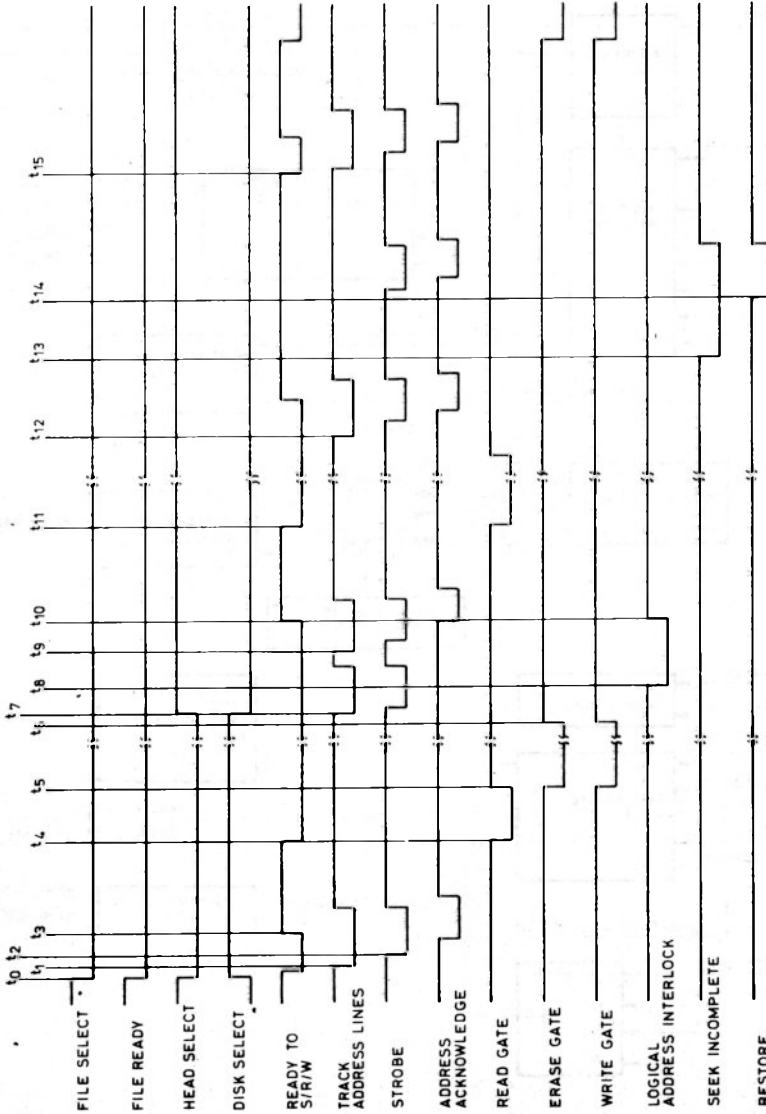 t0 t1 t2 t3 t4 t5 t6 t7 t8 t9 t10 t11 t12 t13 t14 t15
FILE SELECT
FILE READY
HEAD SELECT
DISK SELECT
READY TO
S/R/W
TRACK
ADDRESS LINES
STROBE
ADDRESS
ACKNOWLEDGE
READ GATE
ERASE GATE
WRITE GATE
LOGICAL
ADDRESS INTERLOCK
SEEK INCOMPLETE
RESTORE